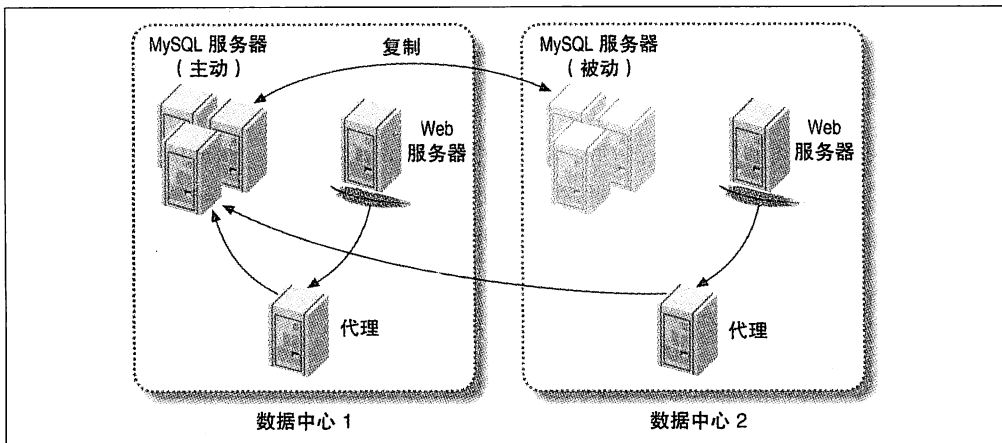 MySQL 服务器
（主动）
复制
Web
服务器
代理
数据中心 1
MySQL 服务器
（被动）
Web
服务器
代理
数据中心 2